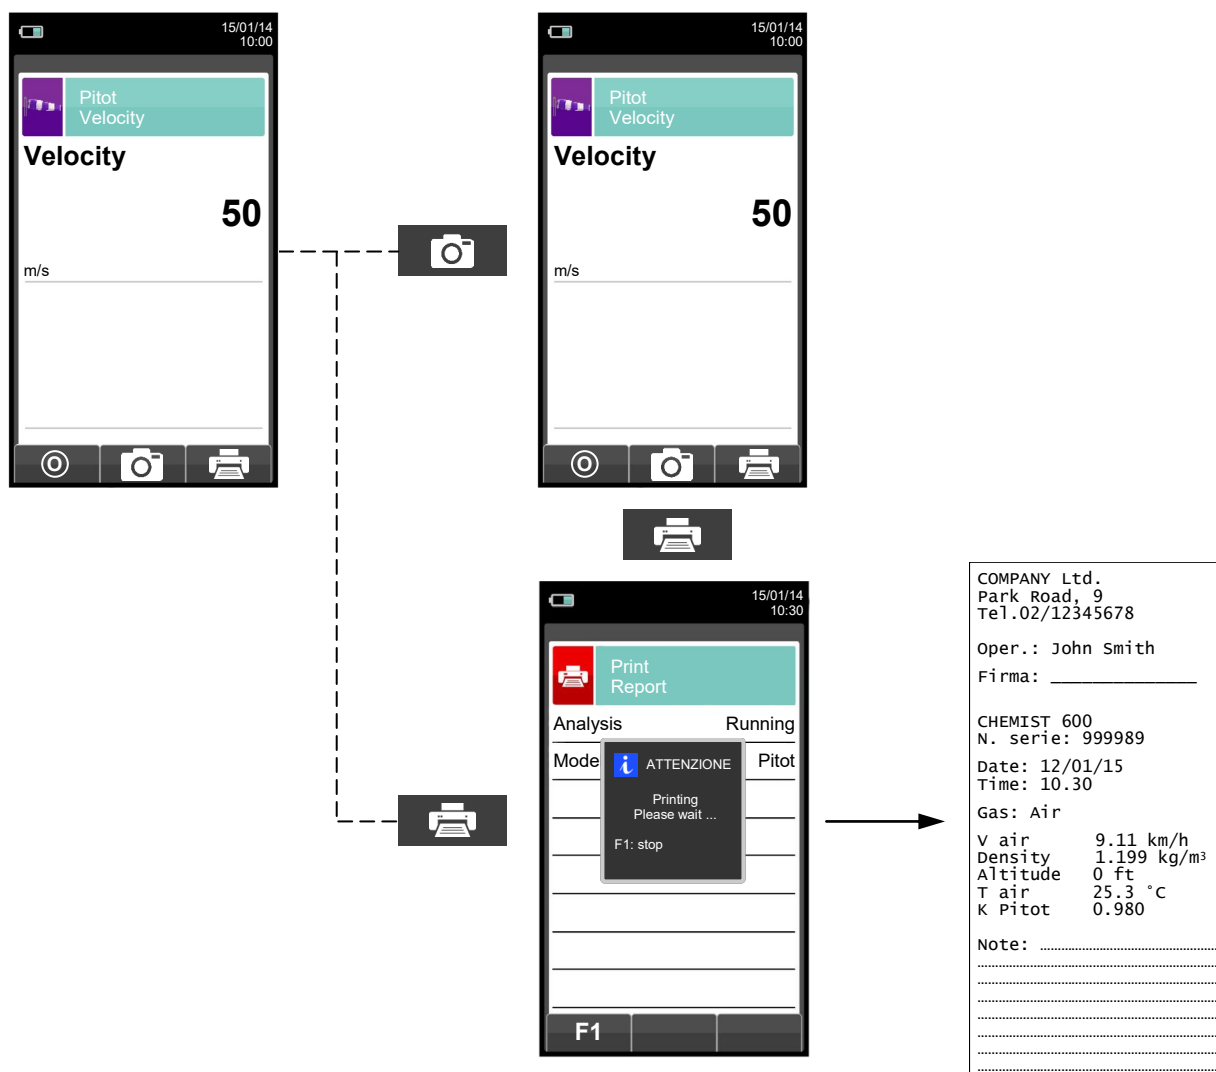 15/01/14
10:00
Pitot
Velocity
Velocity
50
m/s
15/01/14
10:00
Pitot
Velocity
Velocity
50
m/s
15/01/14
10:30
Print
Report
Analysis Running
Mode Pitot
i ATTENZIONE
Printing
Please wait ...
F1: stop
F1
COMPANY Ltd.
Park Road, 9
Tel.02/12345678
Oper.: John Smith
Firma: ______________
CHEMIST 600
N. serie: 999989
Date: 12/01/15
Time: 10.30
Gas: Air
V air 9.11 km/h
Density 1.199 kg/m³
Altitude 0 ft
T air 25.3 °C
K Pitot 0.980
Note: ................................................